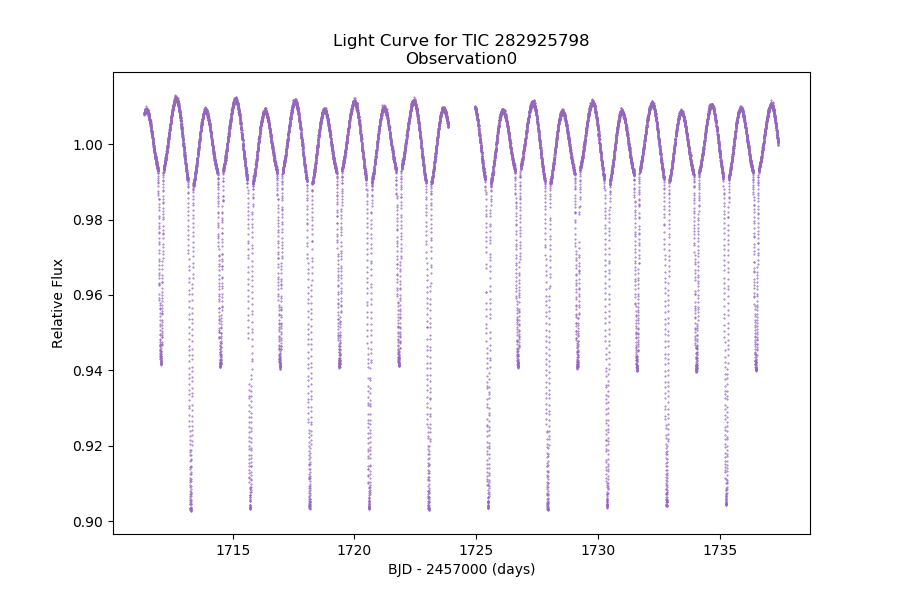 Light Curve for TIC 282925798
Observation0
Relative Flux
1.00
0.98
0.96
0.94
0.92
0.90
1715
1720
1725
1730
1735
BJD - 2457000 (days)